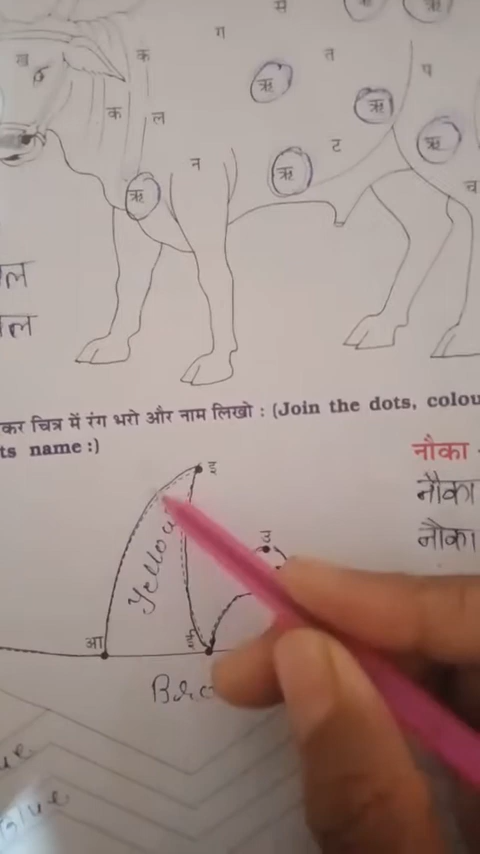 से
ग
ऋ
ऋ
ख
क
त
प
ऋ
क
ल
ऋ
ऋ
ट
न
ऋ
ऋ
च
ल
ल
कर चित्र में रंग भरो और नाम लिखो : (Join the dots, colou
ts name:)
नौका
नौका
नौका
इ
उ
Yellow
आ
ई